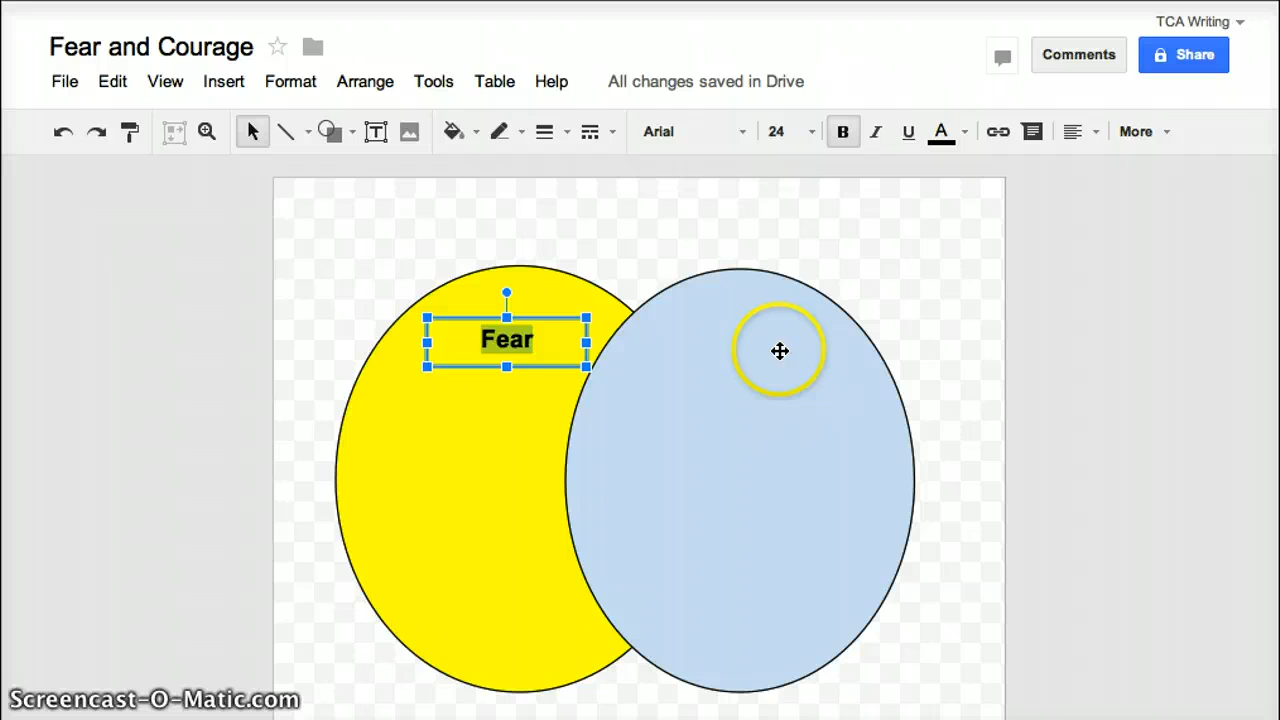 TCA Writing
Fear and Courage
Comments
Share
File Edit View Insert Format Arrange Tools Table Help All changes saved in Drive
Arial 24 B I U A More
Fear
Screencast-O-Matic.com